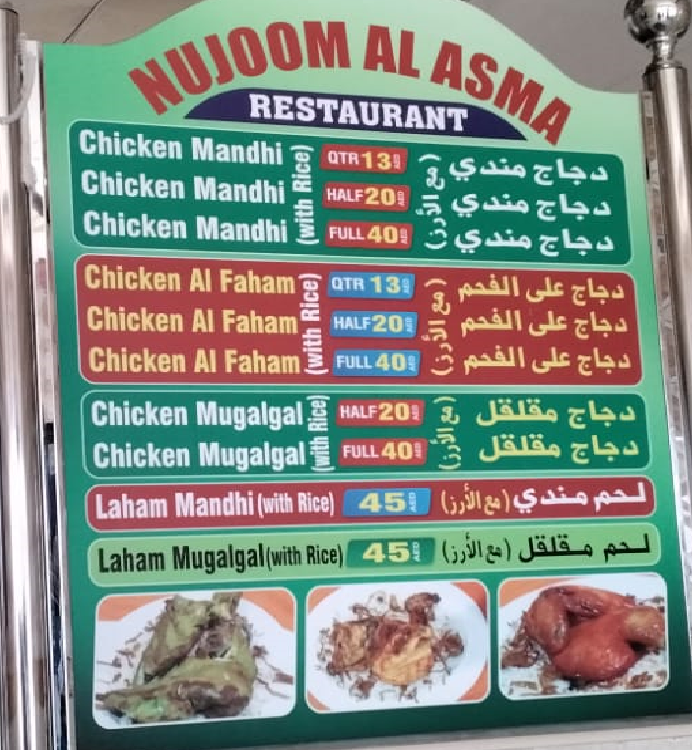 NUJOOM AL ASMA
RESTAURANT
Chicken Mandhi (with Rice) QTR 13 AED (مع الأرز) دجاج مندي
Chicken Mandhi HALF 20 AED دجاج مندي
Chicken Mandhi FULL 40 AED دجاج مندي
Chicken Al Faham (with Rice) QTR 13 AED (مع الأرز) دجاج على الفحم
Chicken Al Faham HALF 20 AED دجاج على الفحم
Chicken Al Faham FULL 40 AED دجاج على الفحم
Chicken Mugalgal (with Rice) HALF 20 AED (مع الأرز) دجاج مقلقل
Chicken Mugalgal FULL 40 AED دجاج مقلقل
Laham Mandhi (with Rice) 45 AED (مع الأرز) لحم مندي
Laham Mugalgal (with Rice) 45 AED (مع الأرز) لحم مقلقل